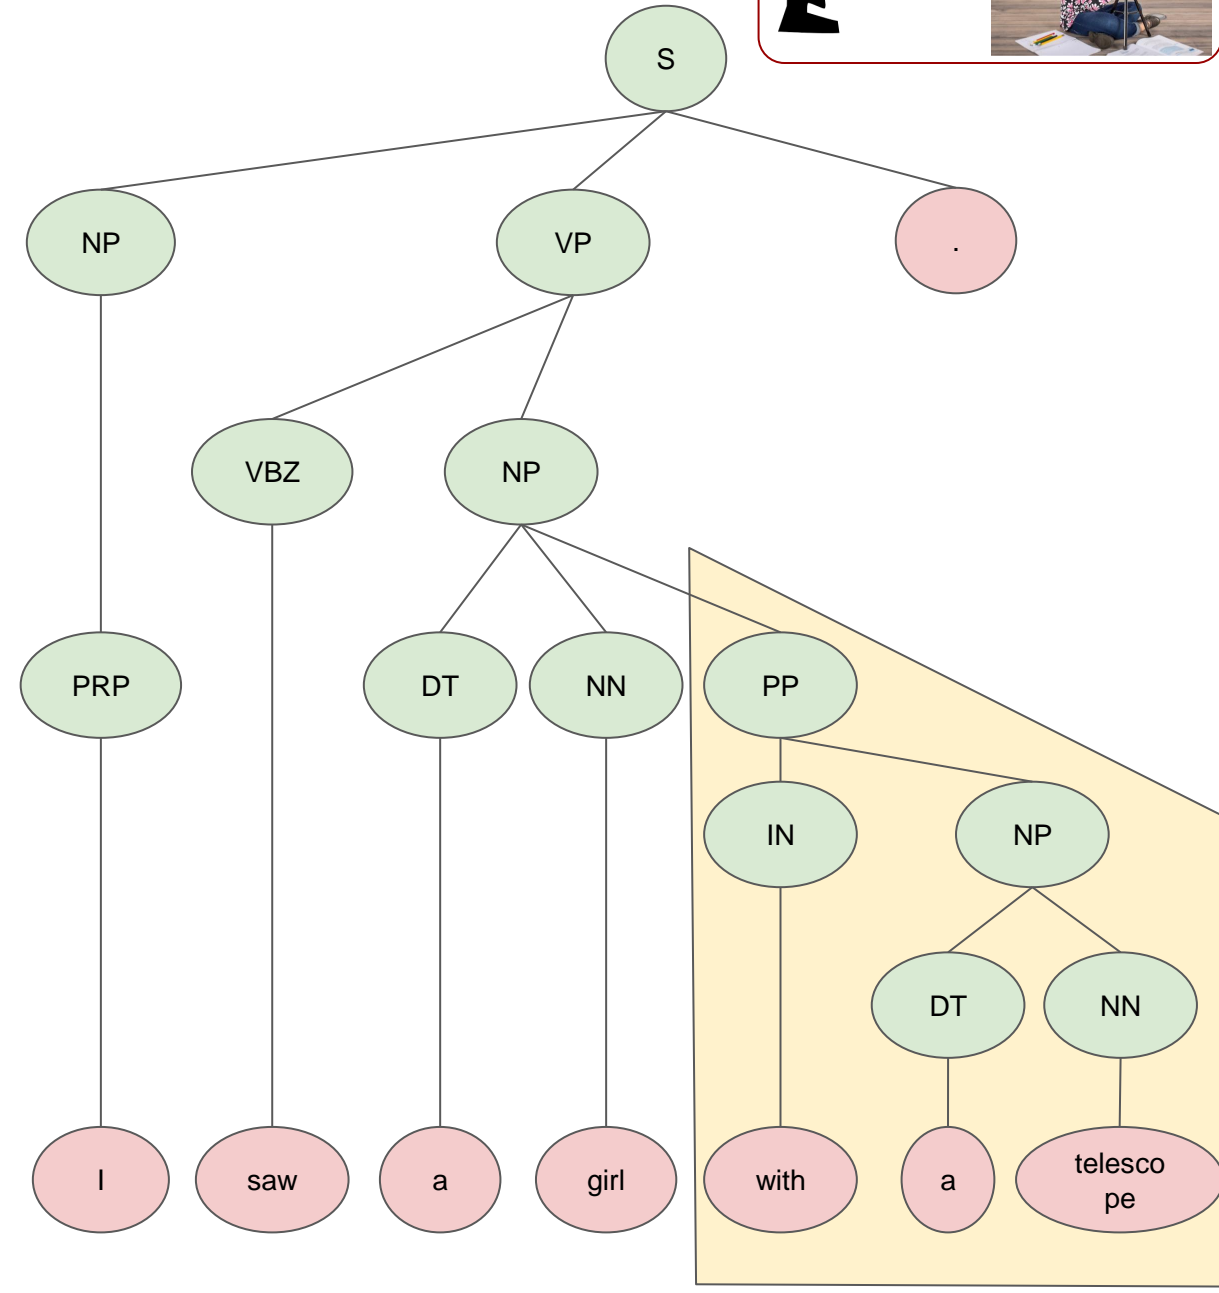 S
NP
VP
.
VBZ
NP
PRP
DT
NN
PP
IN
NP
DT
NN
I
saw
a
girl
with
a
telesco
pe